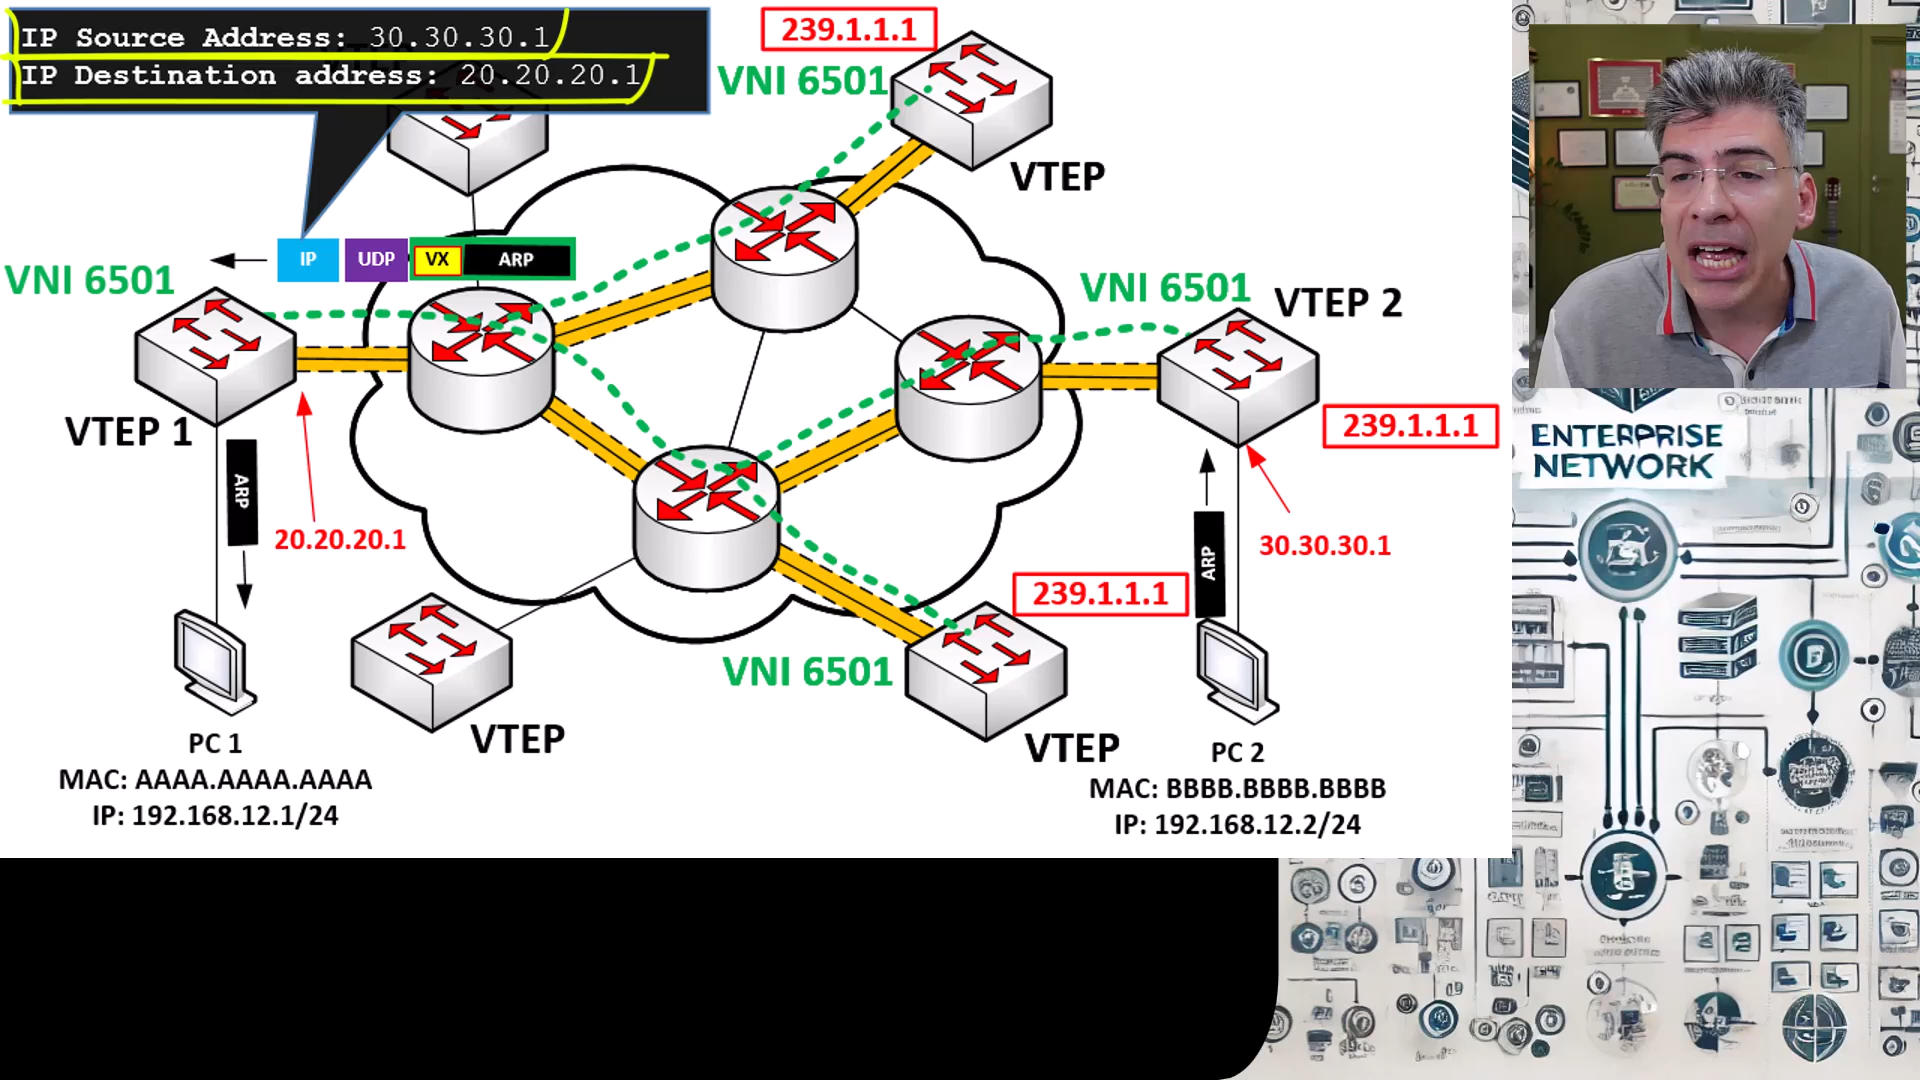 IP Source Address: 30.30.30.1
IP Destination address: 20.20.20.1
239.1.1.1
VNI 6501
VTEP
VNI 6501
IP
UDP
VX
ARP
VNI 6501
VTEP 2
VTEP 1
ARP
20.20.20.1
239.1.1.1
ENTERPRISE
NETWORK
30.30.30.1
ARP
239.1.1.1
VNI 6501
VTEP
VTEP
PC 1
MAC: AAAA.AAAA.AAAA
IP: 192.168.12.1/24
PC 2
MAC: BBBB.BBBB.BBBB
IP: 192.168.12.2/24